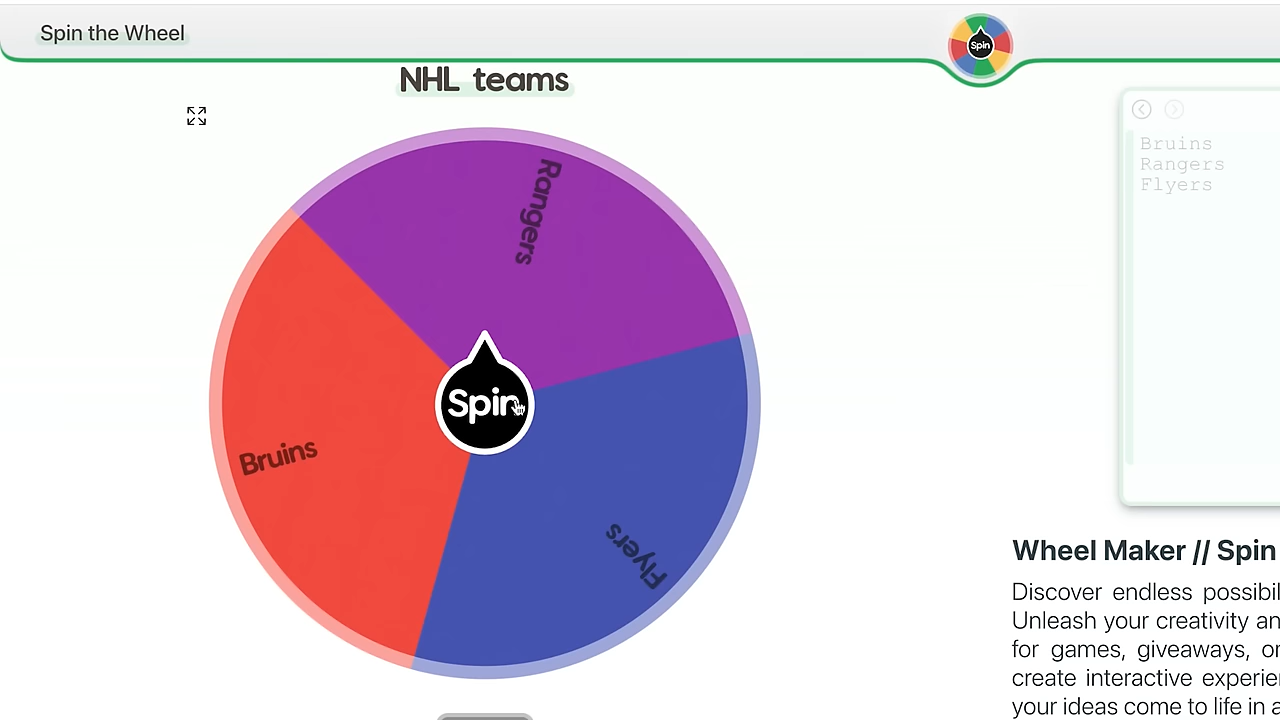 Spin the Wheel
Spin
NHL teams
Bruins
Rangers
Flyers
Rangers
Bruins
Spin
Flyers
Wheel Maker // Spin
Discover endless possibil
Unleash your creativity an
for games, giveaways, or
create interactive experie
your ideas come to life in a